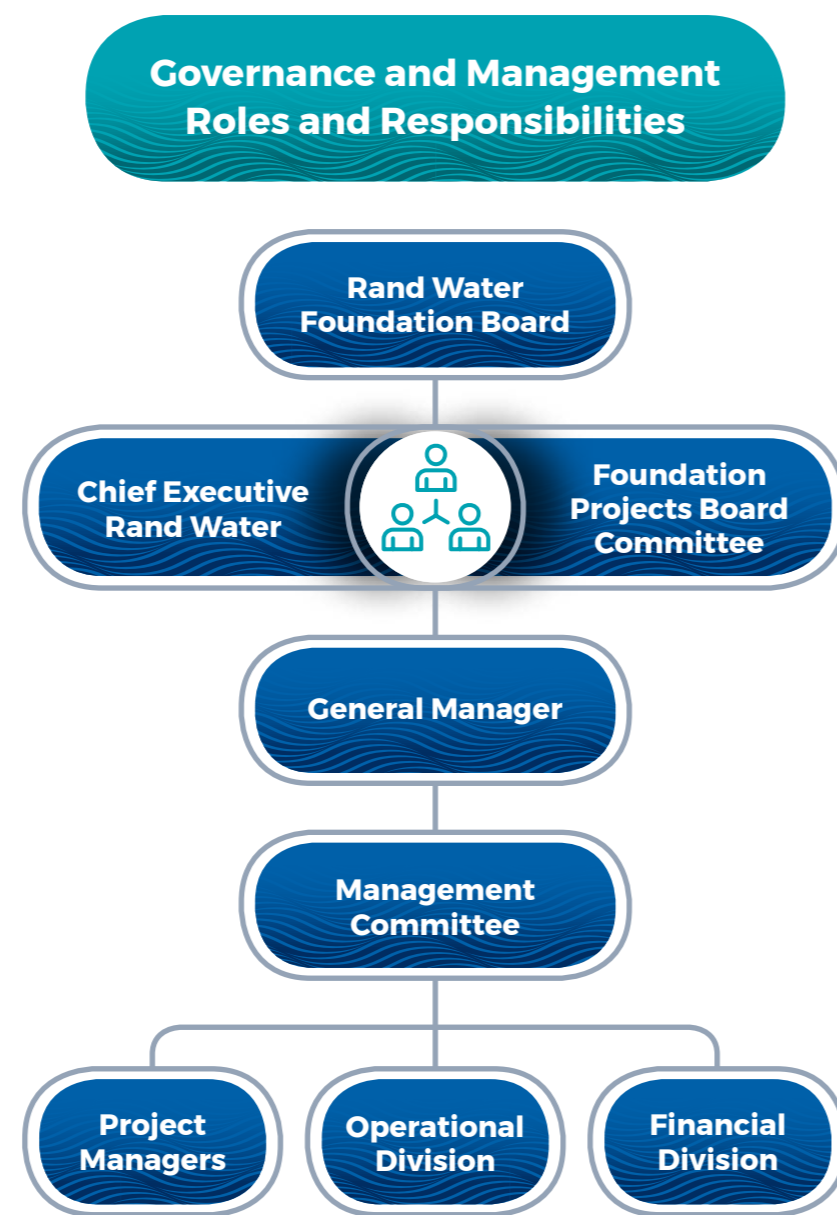 Governance and Management
Roles and Responsibilities
Rand Water
Foundation Board
Chief Executive
Rand Water
Foundation
Projects Board
Committee
General Manager
Management
Committee
Project
Managers
Operational
Division
Financial
Division